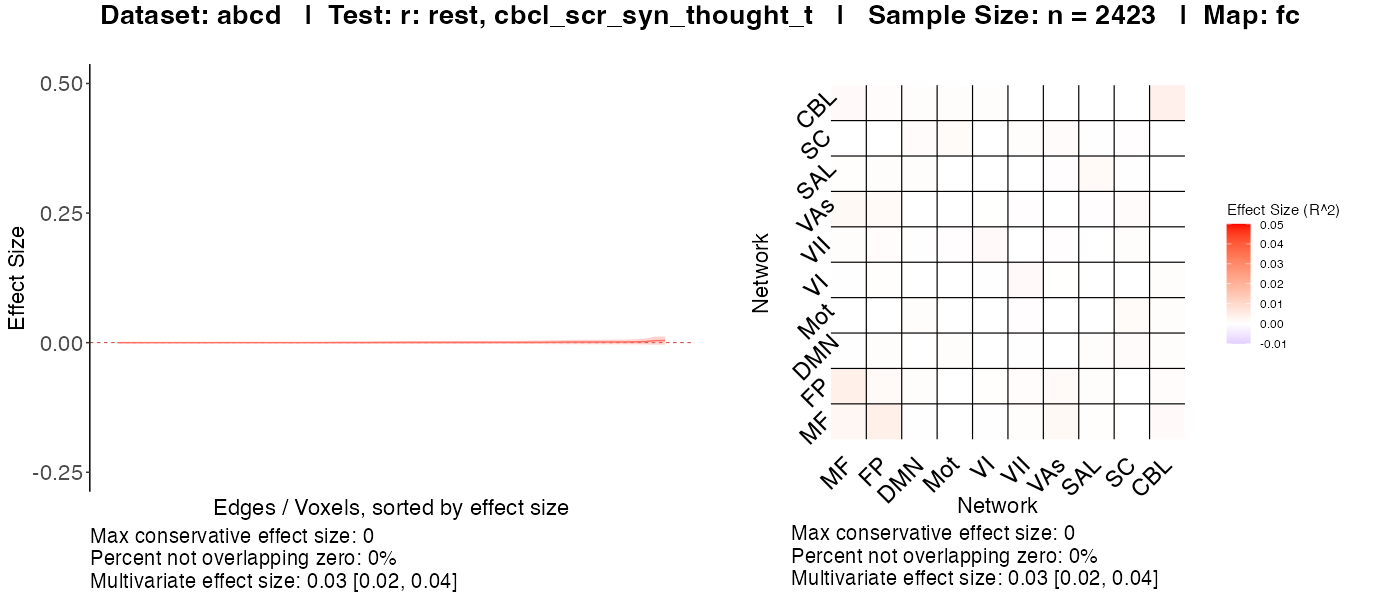 Dataset: abcd | Test: r: rest, cbcl_scr_syn_thought_t | Sample Size: n = 2423 | Map: fc
Effect Size
0.50
0.25
0.00
-0.25
Edges / Voxels, sorted by effect size
Max conservative effect size: 0
Percent not overlapping zero: 0%
Multivariate effect size: 0.03 [0.02, 0.04]
Network
CBL
SC
SAL
VAs
VII
VI
Mot
DMN
FP
MF
MF
FP
DMN
Mot
VI
VII
VAs
SAL
SC
CBL
Network
Max conservative effect size: 0
Percent not overlapping zero: 0%
Multivariate effect size: 0.03 [0.02, 0.04]
Effect Size (R^2)
0.05
0.04
0.03
0.02
0.01
0.00
-0.01